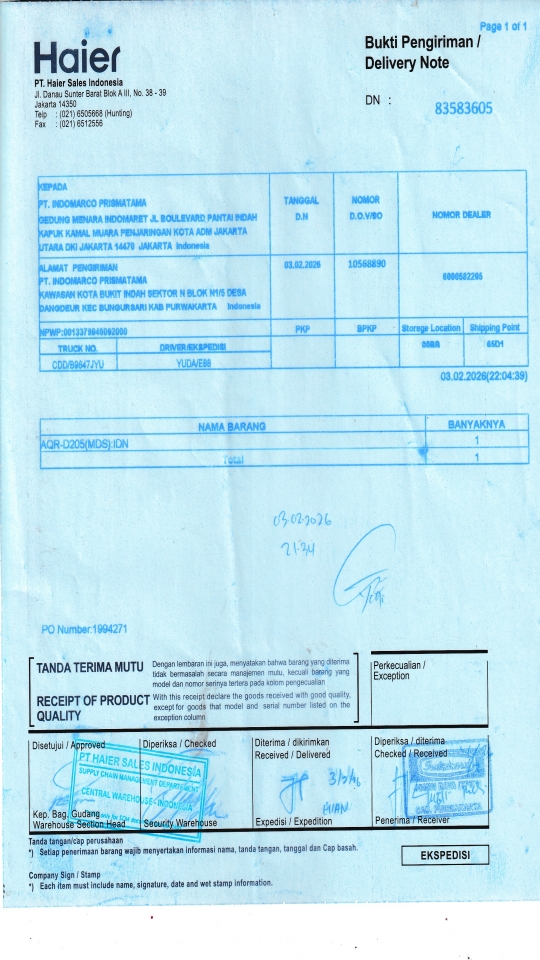 Page 1 of 1
Haier
Bukti Pengiriman /
Delivery Note
PT. Haier Sales Indonesia
Jl. Danau Sunter Barat Blok A III, No. 38 - 39
Jakarta 14350
Telp : (021) 6505668 (Hunting)
Fax : (021) 6512556
DN : 83583605
KEPADA
PT. INDOMARCO PRISMATAMA
GEDUNG MENARA INDOMARET JL BOULEVARD PANTAI INDAH
KAPUK KAMAL MUARA PENJARINGAN KOTA ADM JAKARTA
UTARA DKI JAKARTA 14470 JAKARTA Indonesia
TANGGAL
D.N
NOMOR
D.O.V/SO
NOMOR DEALER
ALAMAT PENGIRIMAN
PT. INDOMARCO PRISMATAMA
KAWASAN KOTA BUKIT INDAH SEKTOR N BLOK N1/5 DESA
DANGDEUR KEC BUNGURSARI KAB PURWAKARTA Indonesia
03.02.2026
10568890
6000582205
PKP
BPKP
Storege Location
Shipping Point
TRUCK NO.
DRIVER/EKSPEDISI
65D1
CDD/B9647JYU
YUDA/E88
03.02.2026(22:04:39)
NAMA BARANG
BANYAKNYA
AQR-D205(MDS):IDN
1
Total
1
03-02-2026
21:34
PO Number:1994271
TANDA TERIMA MUTU
Dengan lembaran ini juga, menyatakan bahwa barang yang diterima
tidak bermasalah secara manajemen mutu, kecuali barang yang
model dan nomor serinya tertera pada kolom pengecualian
RECEIPT OF PRODUCT
QUALITY
With this receipt declare the goods received with good quality,
except for goods that model and serial number listed on the
exception column
Perkecualian /
Exception
Disetujui / Approved
Diperiksa / Checked
Diterima / dikirimkan
Received / Delivered
Diperiksa / diterima
Checked / Received
PT HAIER SALES INDONESIA
SUPPLY CHAIN MANAGEMENT DEPARTMENT
CENTRAL WAREHOUSE - INDONESIA
Kep. Bag. Gudang
Warehouse Section Head
Security Warehouse
Expedisi / Expedition
Penerima / Receiver
Tanda tangan/cap perusahaan
*) Setiap penerimaan barang wajib menyertakan informasi nama, tanda tangan, tanggal dan Cap basah.
EKSPEDISI
Company Sign / Stamp
*) Each item must include name, signature, date and wet stamp information.